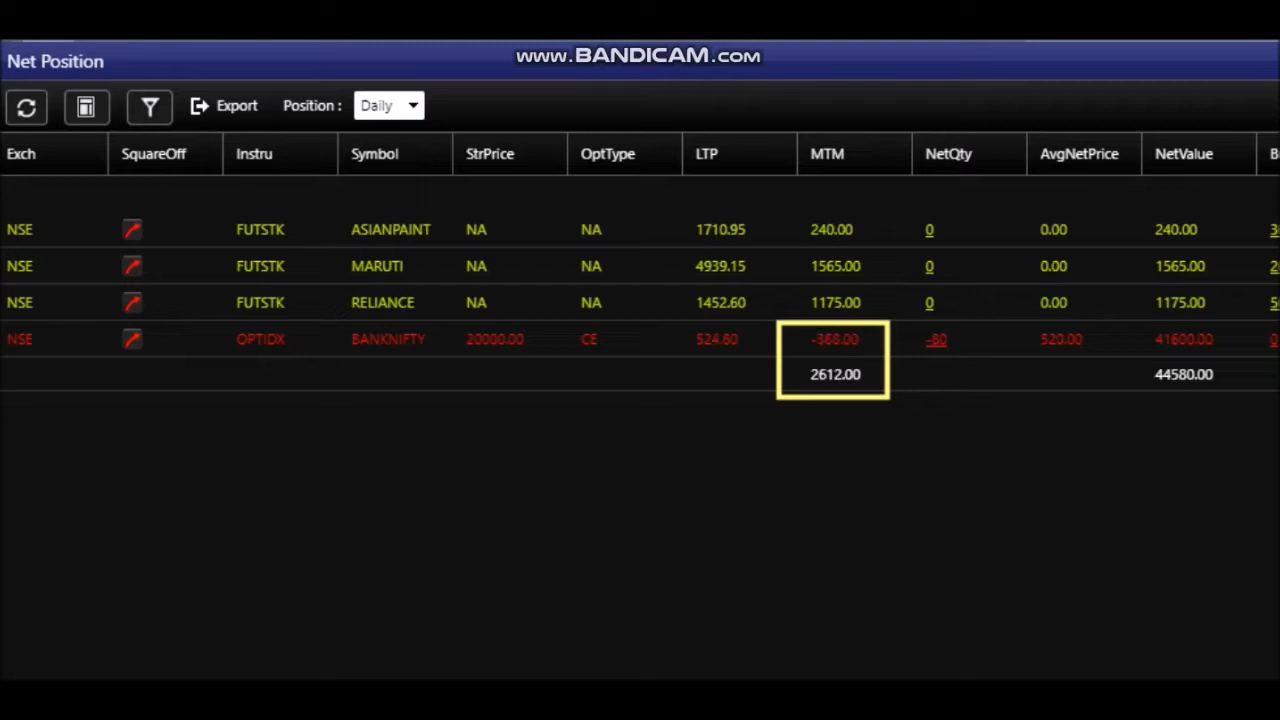 www.BANDICAM.com
Net Position
Export Position : Daily
Exch SquareOff Instru Symbol StrPrice OptType LTP MTM NetQty AvgNetPrice NetValue
NSE FUTSTK ASIANPAINT NA NA 1710.95 240.00 0 0.00 240.00
NSE FUTSTK MARUTI NA NA 4939.15 1565.00 0 0.00 1565.00
NSE FUTSTK RELIANCE NA NA 1452.60 1175.00 0 0.00 1175.00
NSE OPTIDX BANKNIFTY 20000.00 CE 524.60 -368.00 -80 520.00 41600.00 0
2612.00 44580.00